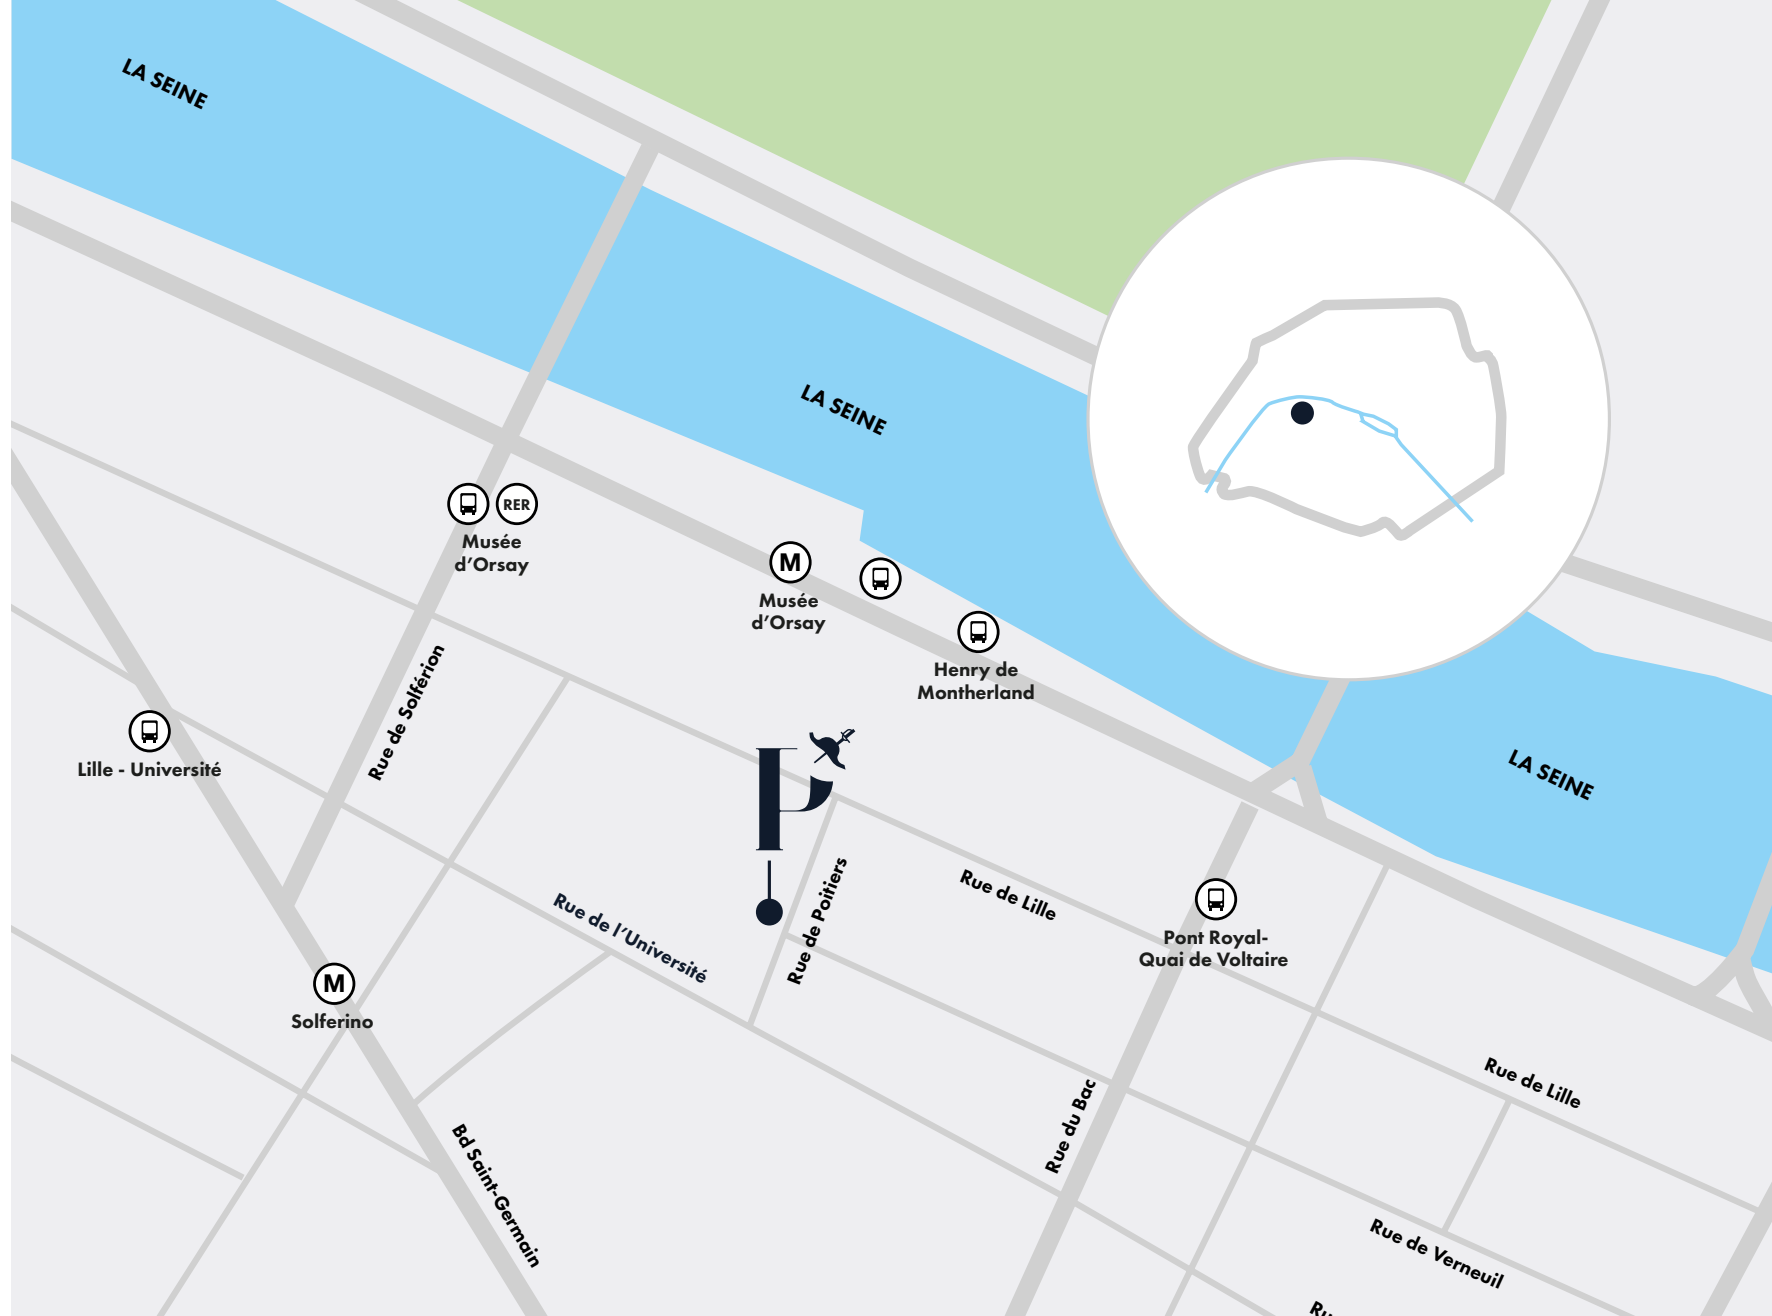 LA SEINE
LA SEINE
RER
Musée
d'Orsay
M
Musée
d'Orsay
Henry de
Montherland
Rue de Solférion
Lille - Université
LA SEINE
P
Rue de Poitiers
Rue de Lille
Rue de l'Université
Pont Royal-
Quai de Voltaire
M
Solferino
Rue de Lille
Rue du Bac
Bd Saint-Germain
Rue de Verneuil